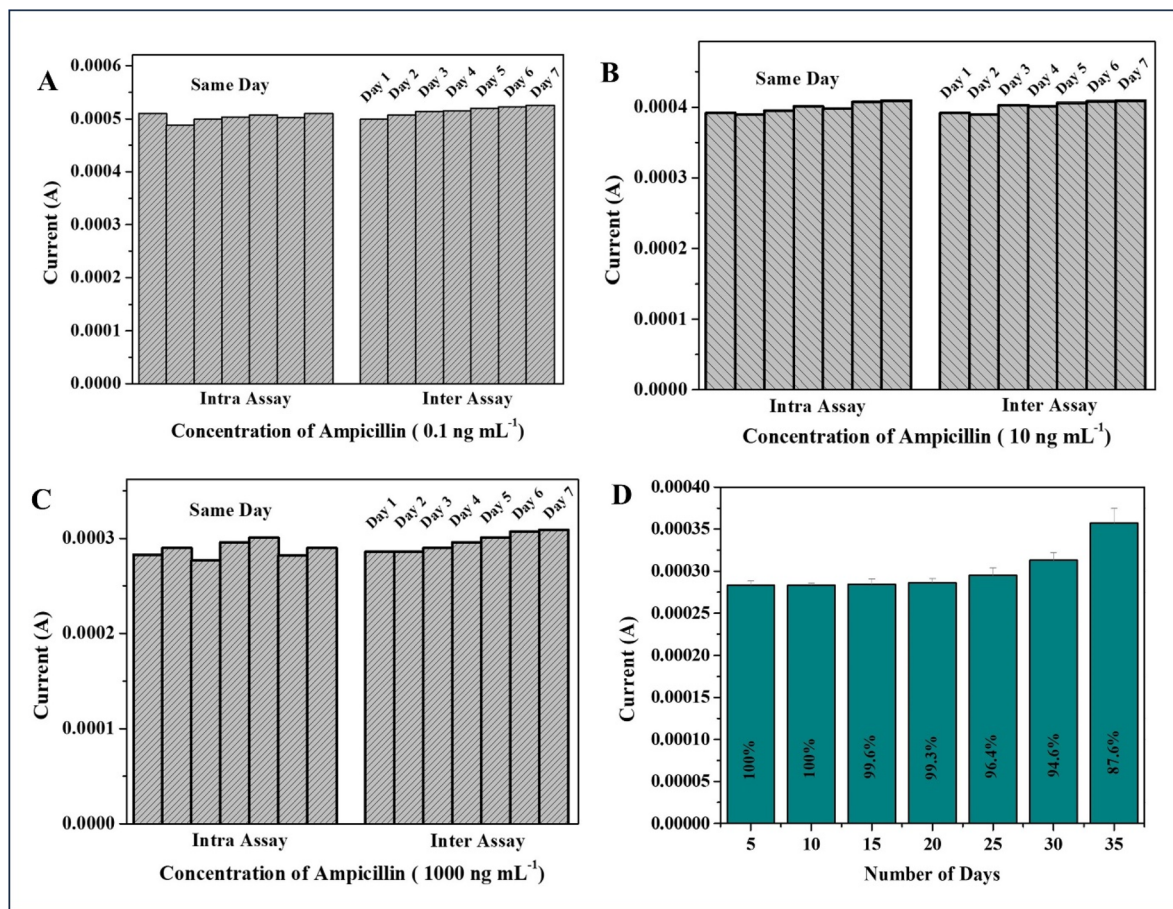 A
0.0006
0.0005
0.0004
0.0003
0.0002
0.0001
0.0000
Current (A)
Same Day
Day 1
Day 2
Day 3
Day 4
Day 5
Day 6
Day 7
Intra Assay
Inter Assay
Concentration of Ampicillin ( 0.1 ng mL⁻¹)
B
0.0004
0.0003
0.0002
0.0001
0.0000
Current (A)
Same Day
Day 1
Day 2
Day 3
Day 4
Day 5
Day 6
Day 7
Intra Assay
Inter Assay
Concentration of Ampicillin ( 10 ng mL⁻¹)
C
0.0003
0.0002
0.0001
0.0000
Current (A)
Same Day
Day 1
Day 2
Day 3
Day 4
Day 5
Day 6
Day 7
Intra Assay
Inter Assay
Concentration of Ampicillin ( 1000 ng mL⁻¹)
D
0.00040
0.00035
0.00030
0.00025
0.00020
0.00015
0.00010
0.00005
0.00000
Current (A)
100%
100%
99.6%
99.3%
96.4%
94.6%
87.6%
5
10
15
20
25
30
35
Number of Days